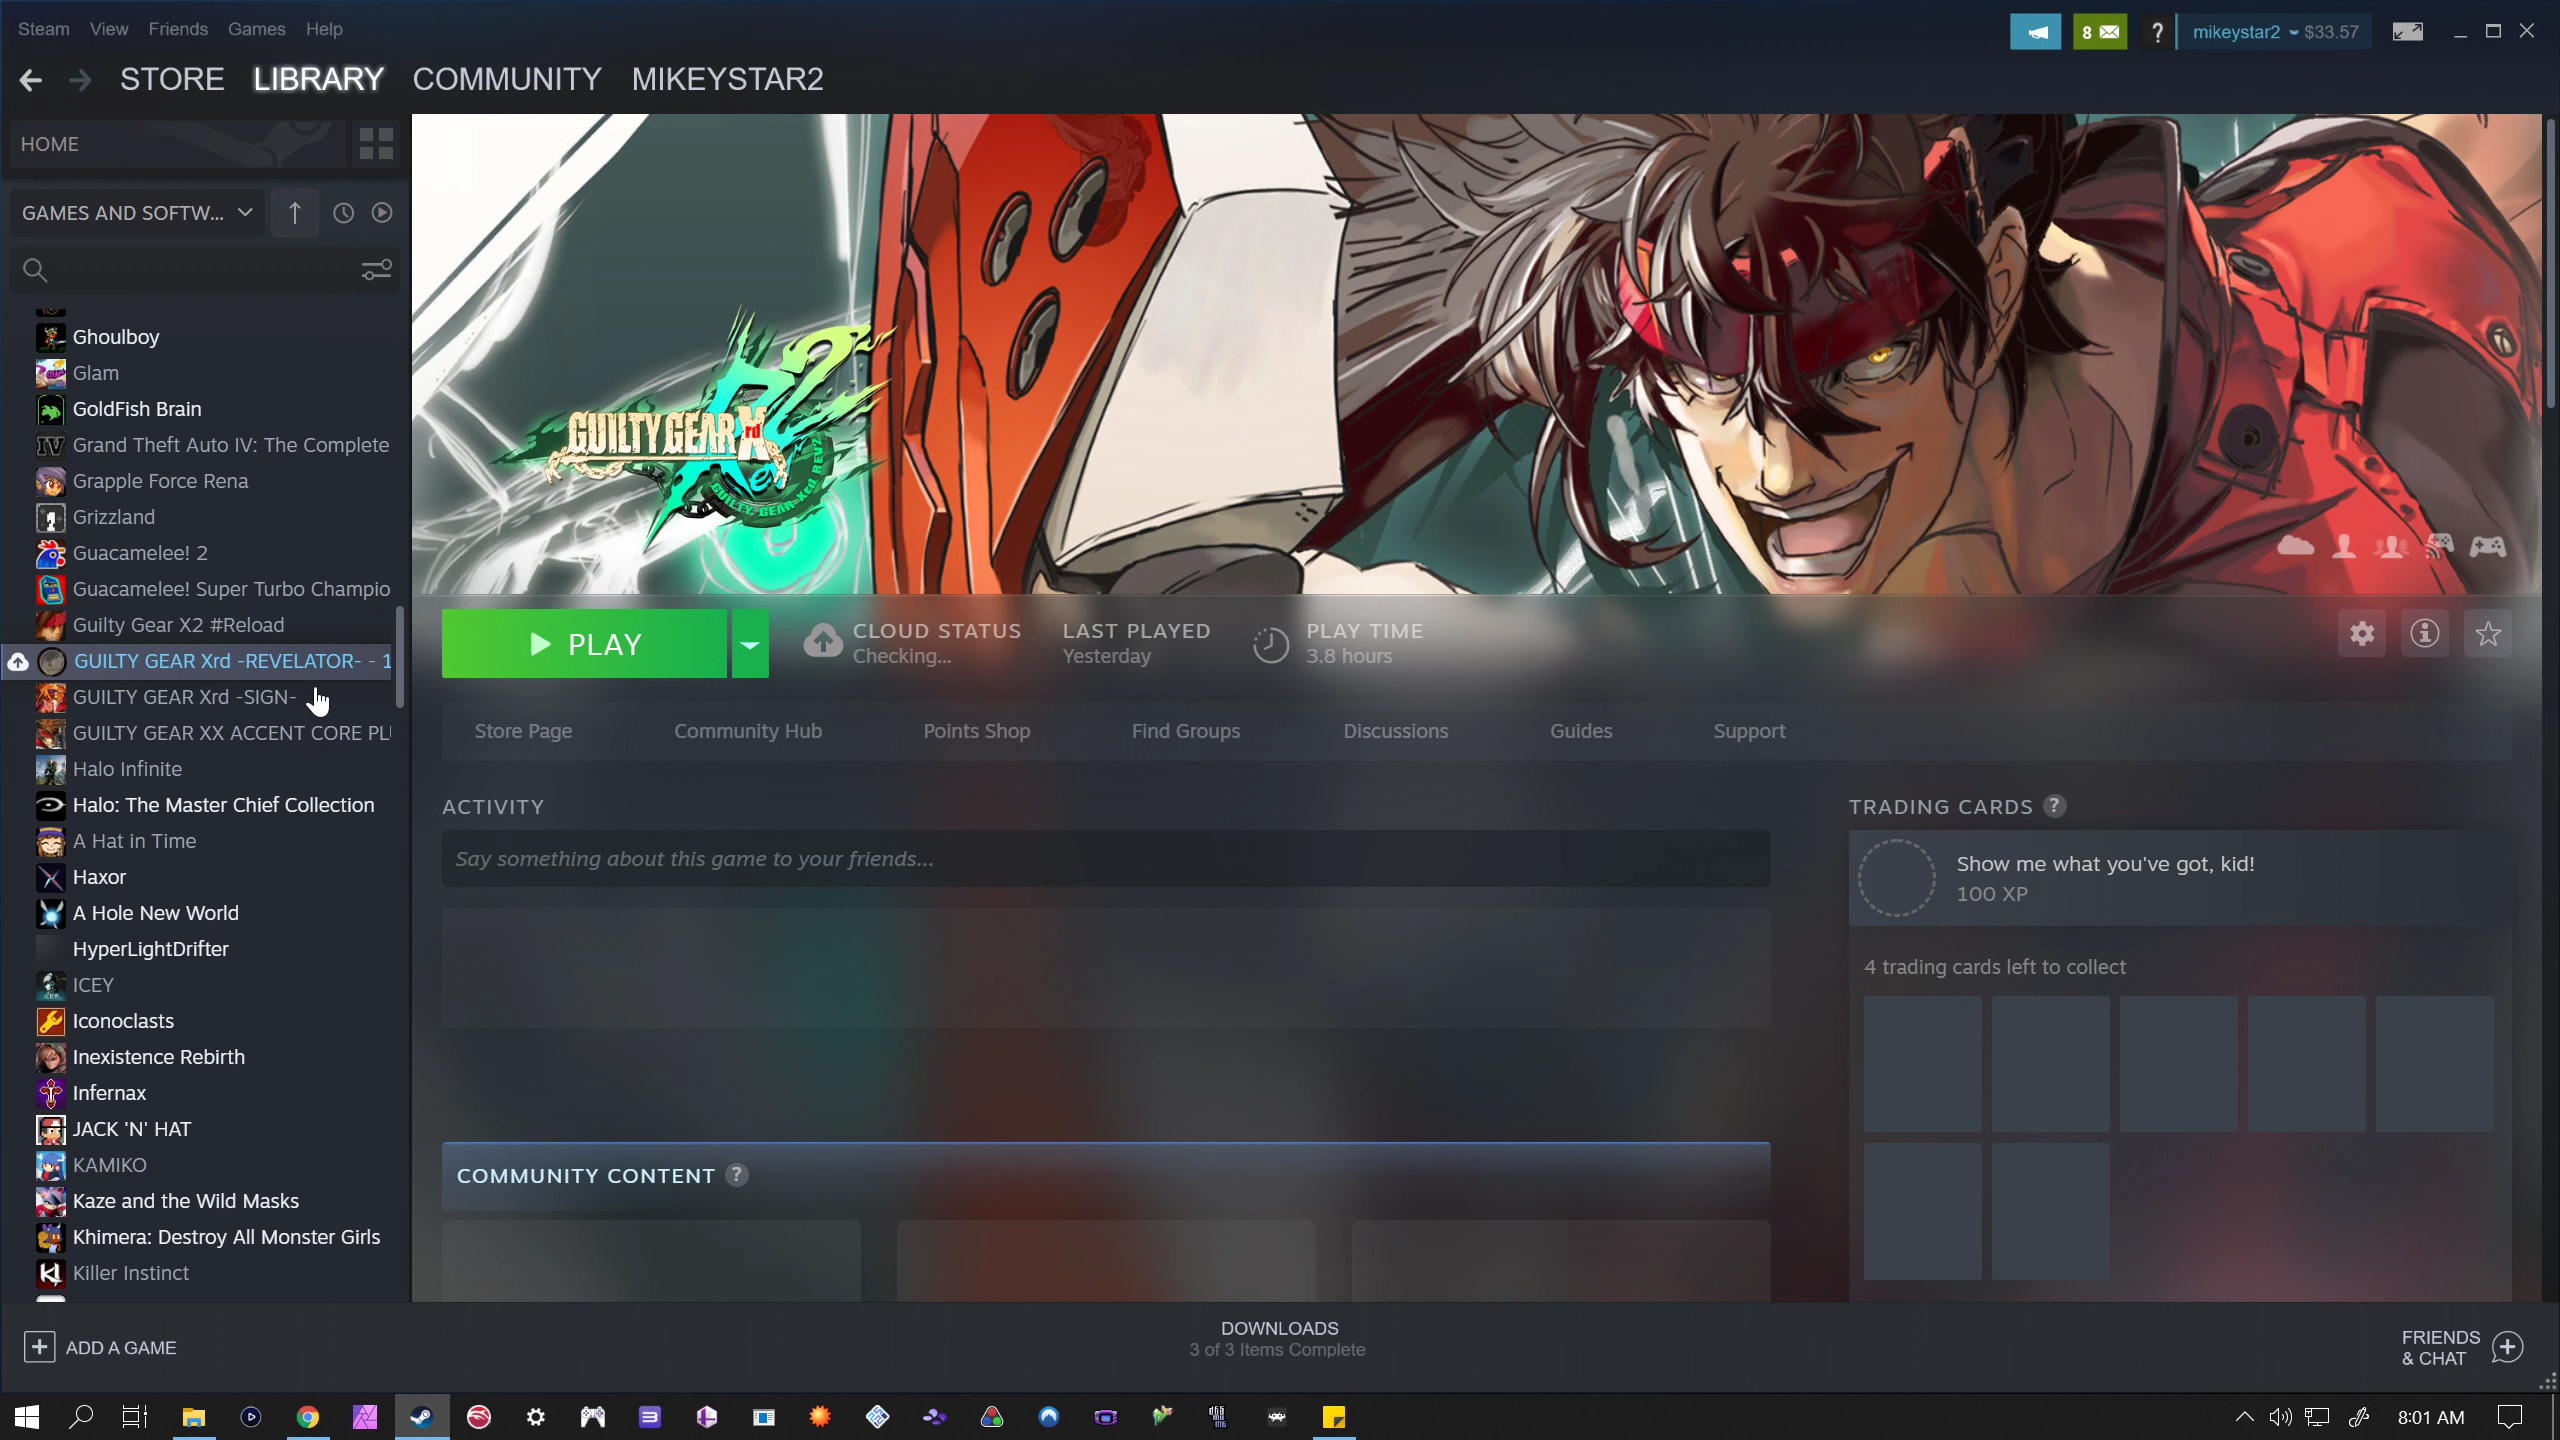 Steam View Friends Games Help
8 ? mikeystar2 $33.57
STORE LIBRARY COMMUNITY MIKEYSTAR2
HOME
GAMES AND SOFTW...
Ghoulboy
Glam
GoldFish Brain
Grand Theft Auto IV: The Complete
Grapple Force Rena
Grizzland
Guacamelee! 2
Guacamelee! Super Turbo Champio
Guilty Gear X2 #Reload
GUILTY GEAR Xrd -REVELATOR- - 1
GUILTY GEAR Xrd -SIGN-
GUILTY GEAR XX ACCENT CORE PLU
Halo Infinite
Halo: The Master Chief Collection
A Hat in Time
Haxor
A Hole New World
HyperLightDrifter
ICEY
Iconoclasts
Inexistence Rebirth
Infernax
JACK 'N' HAT
KAMIKO
Kaze and the Wild Masks
Khimera: Destroy All Monster Girls
Killer Instinct
GUILTY GEAR Xrd
GUILTY GEAR Xrd REV2
PLAY
CLOUD STATUS
Checking...
LAST PLAYED
Yesterday
PLAY TIME
3.8 hours
Store Page Community Hub Points Shop Find Groups Discussions Guides Support
ACTIVITY
Say something about this game to your friends...
COMMUNITY CONTENT ?
TRADING CARDS ?
Show me what you've got, kid!
100 XP
4 trading cards left to collect
ADD A GAME
DOWNLOADS
3 of 3 Items Complete
FRIENDS
& CHAT
8:01 AM